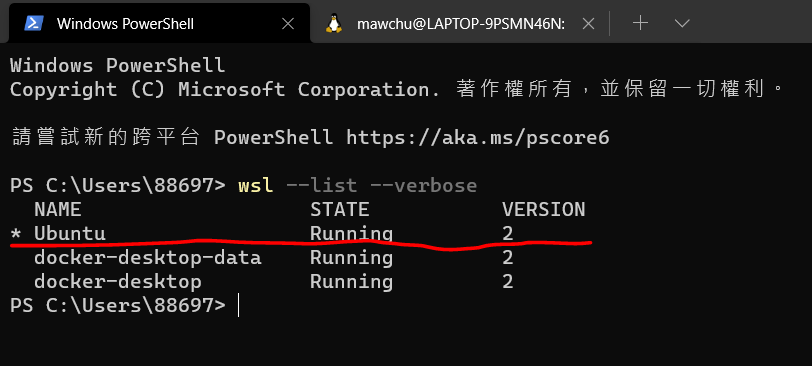 Windows PowerShell
mawchu@LAPTOP-9PSMN46N:
Windows PowerShell
Copyright (C) Microsoft Corporation. 著作權所有，並保留一切權利。
請嘗試新的跨平台 PowerShell https://aka.ms/pscore6
PS C:\Users\88697> wsl --list --verbose
NAME STATE VERSION
* Ubuntu Running 2
docker-desktop-data Running 2
docker-desktop Running 2
PS C:\Users\88697>